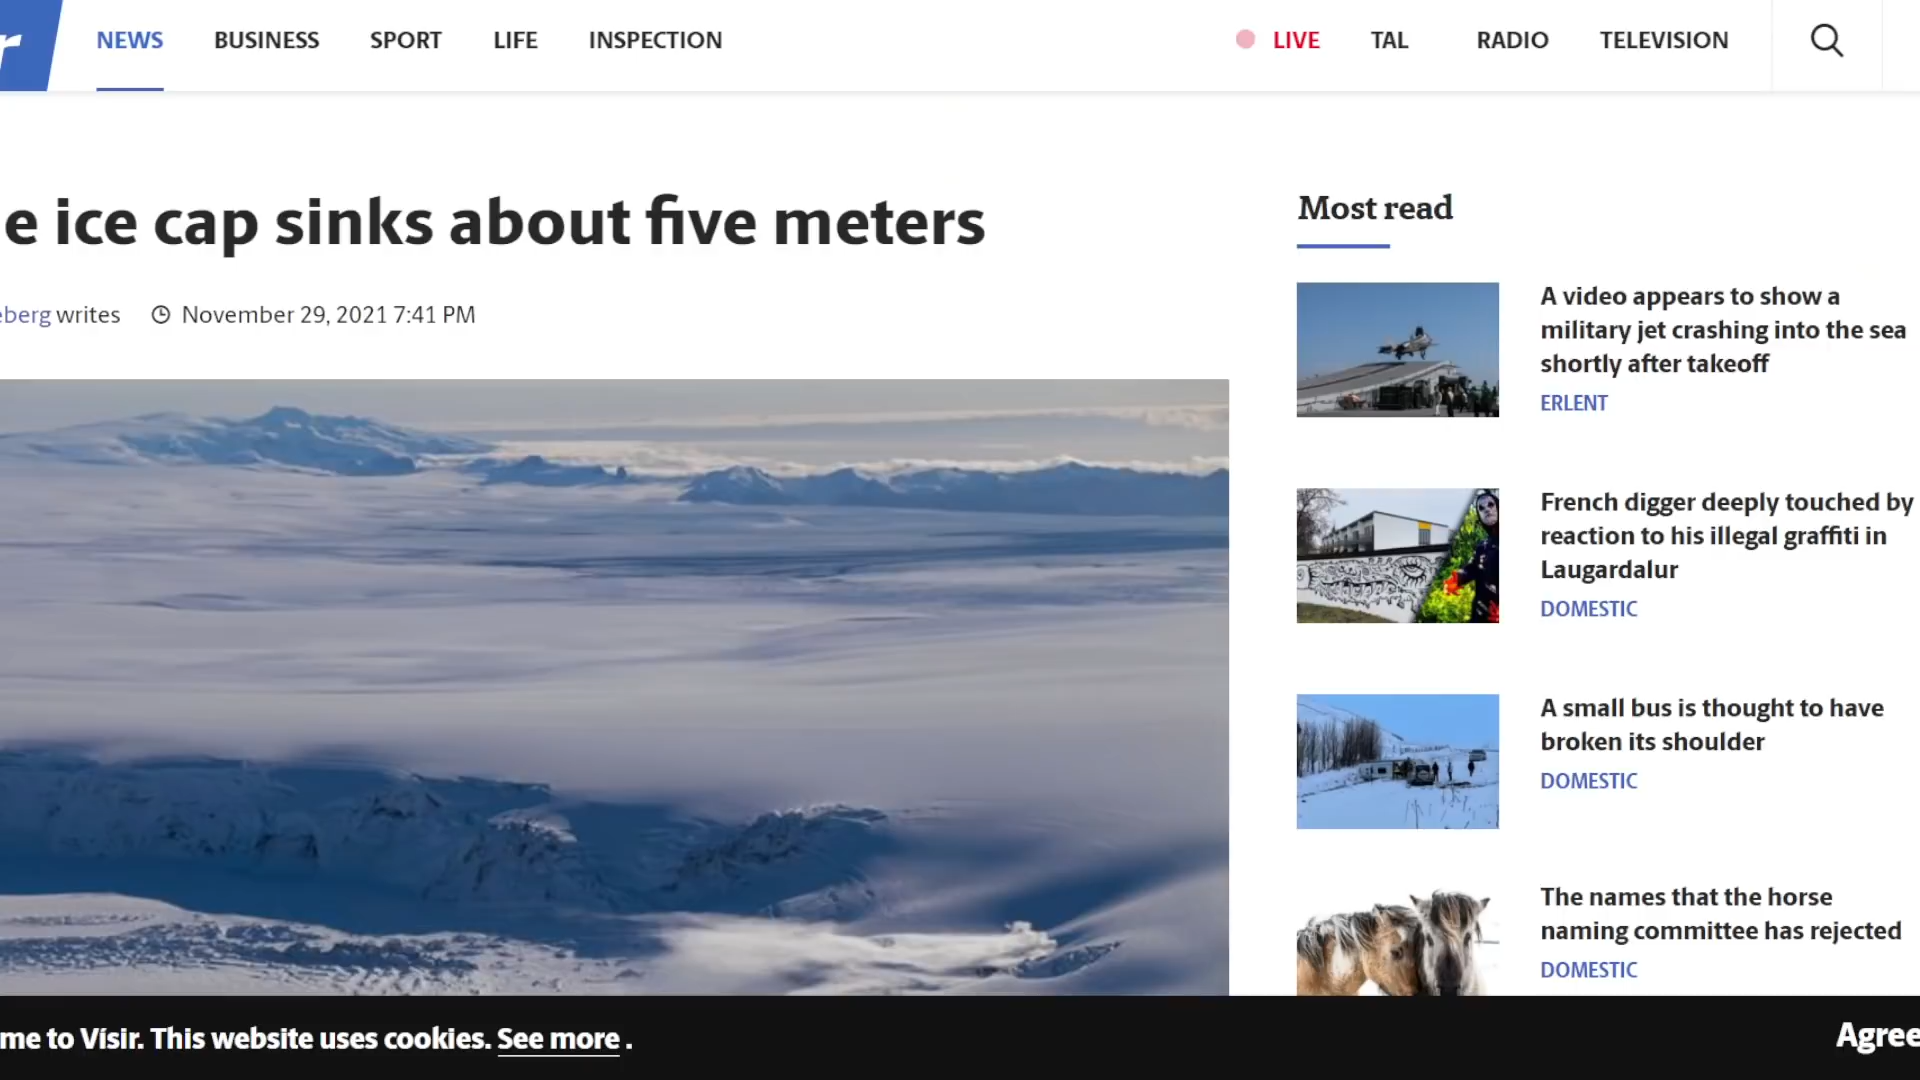 r
NEWS BUSINESS SPORT LIFE INSPECTION LIVE TAL RADIO TELEVISION
e ice cap sinks about five meters
eberg writes November 29, 2021 7:41 PM
Most read
A video appears to show a
military jet crashing into the sea
shortly after takeoff
ERLENT
French digger deeply touched by
reaction to his illegal graffiti in
Laugardalur
DOMESTIC
A small bus is thought to have
broken its shoulder
DOMESTIC
The names that the horse
naming committee has rejected
DOMESTIC
me to Vísir. This website uses cookies. See more .
Agree